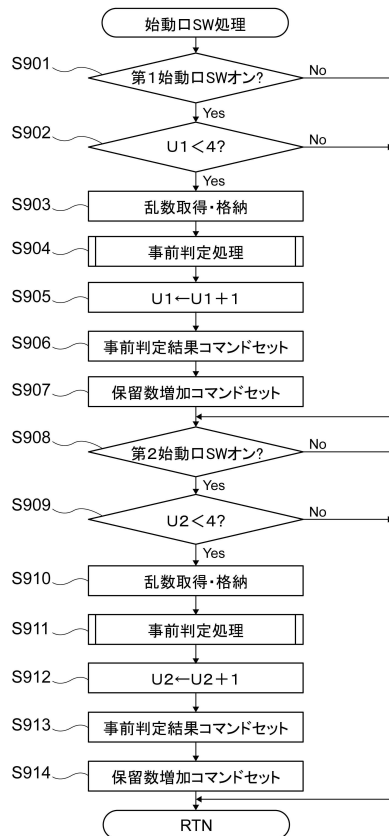 始動口SW処理
S901
第1始動口SWオン?
No
Yes
S902
U1<4?
No
Yes
S903
乱数取得・格納
S904
事前判定処理
S905
U1←U1+1
S906
事前判定結果コマンドセット
S907
保留数増加コマンドセット
S908
第2始動口SWオン?
No
Yes
S909
U2<4?
No
Yes
S910
乱数取得・格納
S911
事前判定処理
S912
U2←U2+1
S913
事前判定結果コマンドセット
S914
保留数増加コマンドセット
RTN